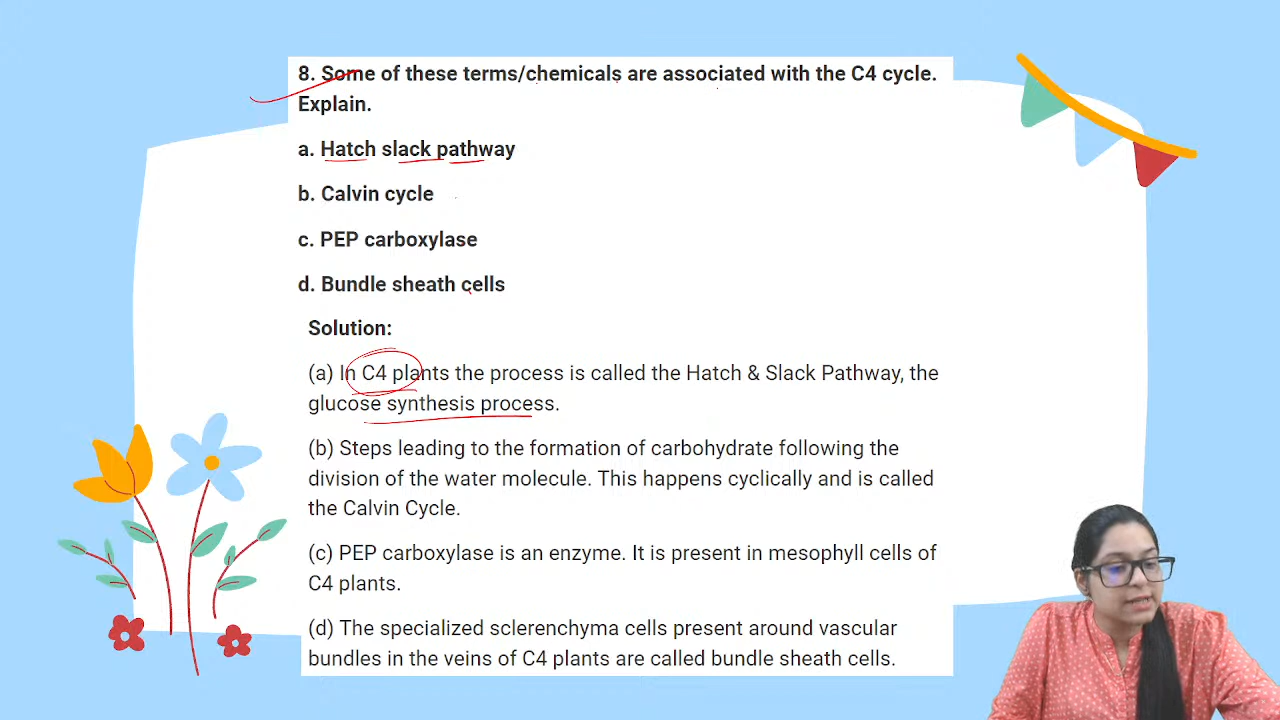 8. Some of these terms/chemicals are associated with the C4 cycle.
Explain.
a. Hatch slack pathway
b. Calvin cycle
c. PEP carboxylase
d. Bundle sheath cells
Solution:
(a) In C4 plants the process is called the Hatch & Slack Pathway, the
glucose synthesis process.
(b) Steps leading to the formation of carbohydrate following the
division of the water molecule. This happens cyclically and is called
the Calvin Cycle.
(c) PEP carboxylase is an enzyme. It is present in mesophyll cells of
C4 plants.
(d) The specialized sclerenchyma cells present around vascular
bundles in the veins of C4 plants are called bundle sheath cells.